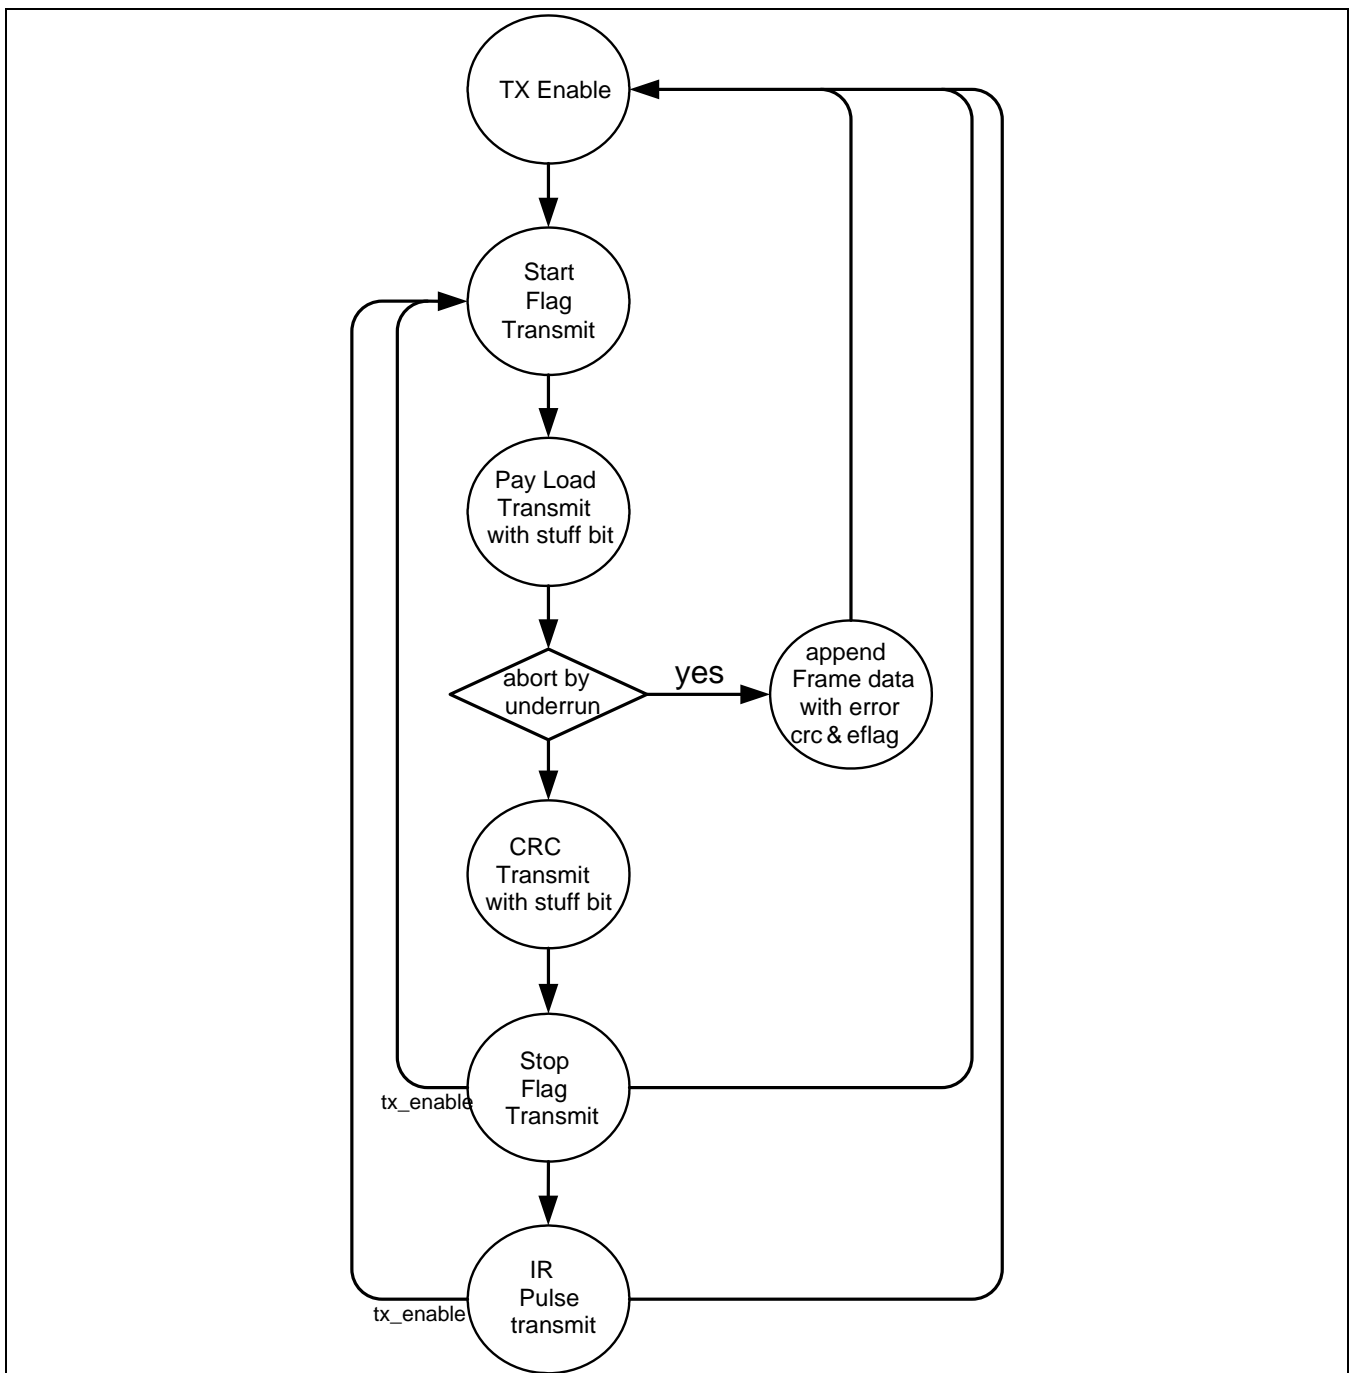 TX Enable
Start
Flag
Transmit
Pay Load
Transmit
with stuff bit
abort by
underrun
yes
append
Frame data
with error
crc & eflag
CRC
Transmit
with stuff bit
Stop
Flag
Transmit
tx_enable
IR
Pulse
transmit
tx_enable